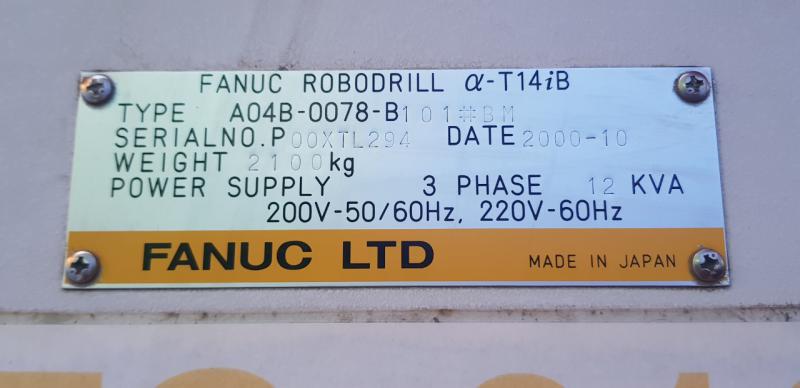 FANUC ROBODRILL α-T14iB
TYPE A04B-0078-B101#BM
SERIALNO.P00XTL294 DATE2000-10
WEIGHT 2100kg
POWER SUPPLY 3 PHASE 12 KVA
200V-50/60Hz, 220V-60Hz
FANUC LTD MADE IN JAPAN